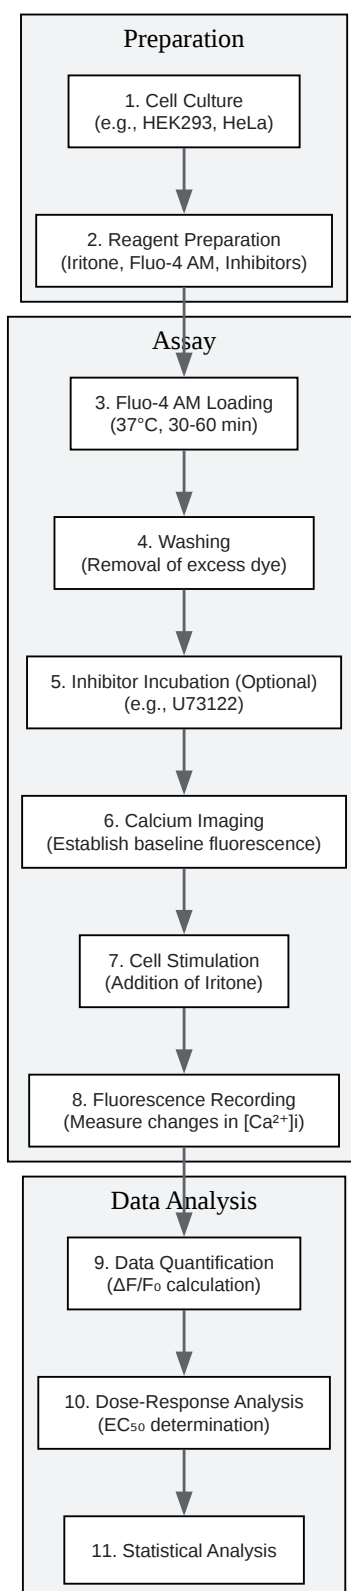 Preparation
1. Cell Culture
(e.g., HEK293, HeLa)
2. Reagent Preparation
(Iritone, Fluo-4 AM, Inhibitors)
Assay
3. Fluo-4 AM Loading
(37°C, 30-60 min)
4. Washing
(Removal of excess dye)
5. Inhibitor Incubation (Optional)
(e.g., U73122)
6. Calcium Imaging
(Establish baseline fluorescence)
7. Cell Stimulation
(Addition of Iritone)
8. Fluorescence Recording
(Measure changes in [Ca²⁺]i)
Data Analysis
9. Data Quantification
(ΔF/F₀ calculation)
10. Dose-Response Analysis
(EC₅₀ determination)
11. Statistical Analysis